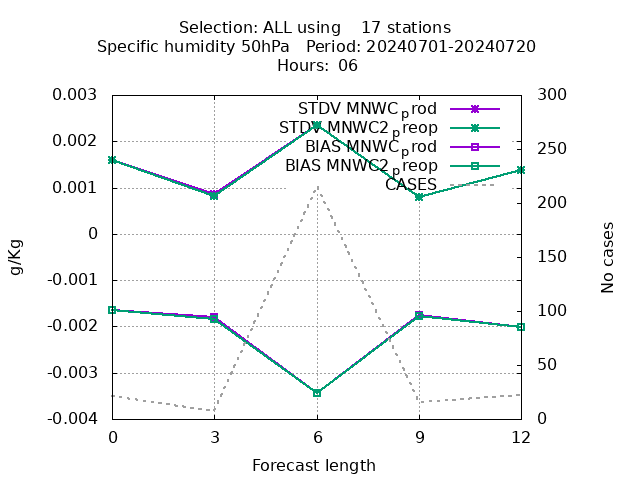 Selection: ALL using 17 stations
Specific humidity 50hPa Period: 20240701-20240720
Hours: 06
0.003
0.002
0.001
0
-0.001
-0.002
-0.003
-0.004
300
250
200
150
100
50
0
STDV MNWC_prod
STDV MNWC2_preop
BIAS MNWC_prod
BIAS MNWC2_preop
CASES
g/Kg
No cases
0 3 6 9 12
Forecast length